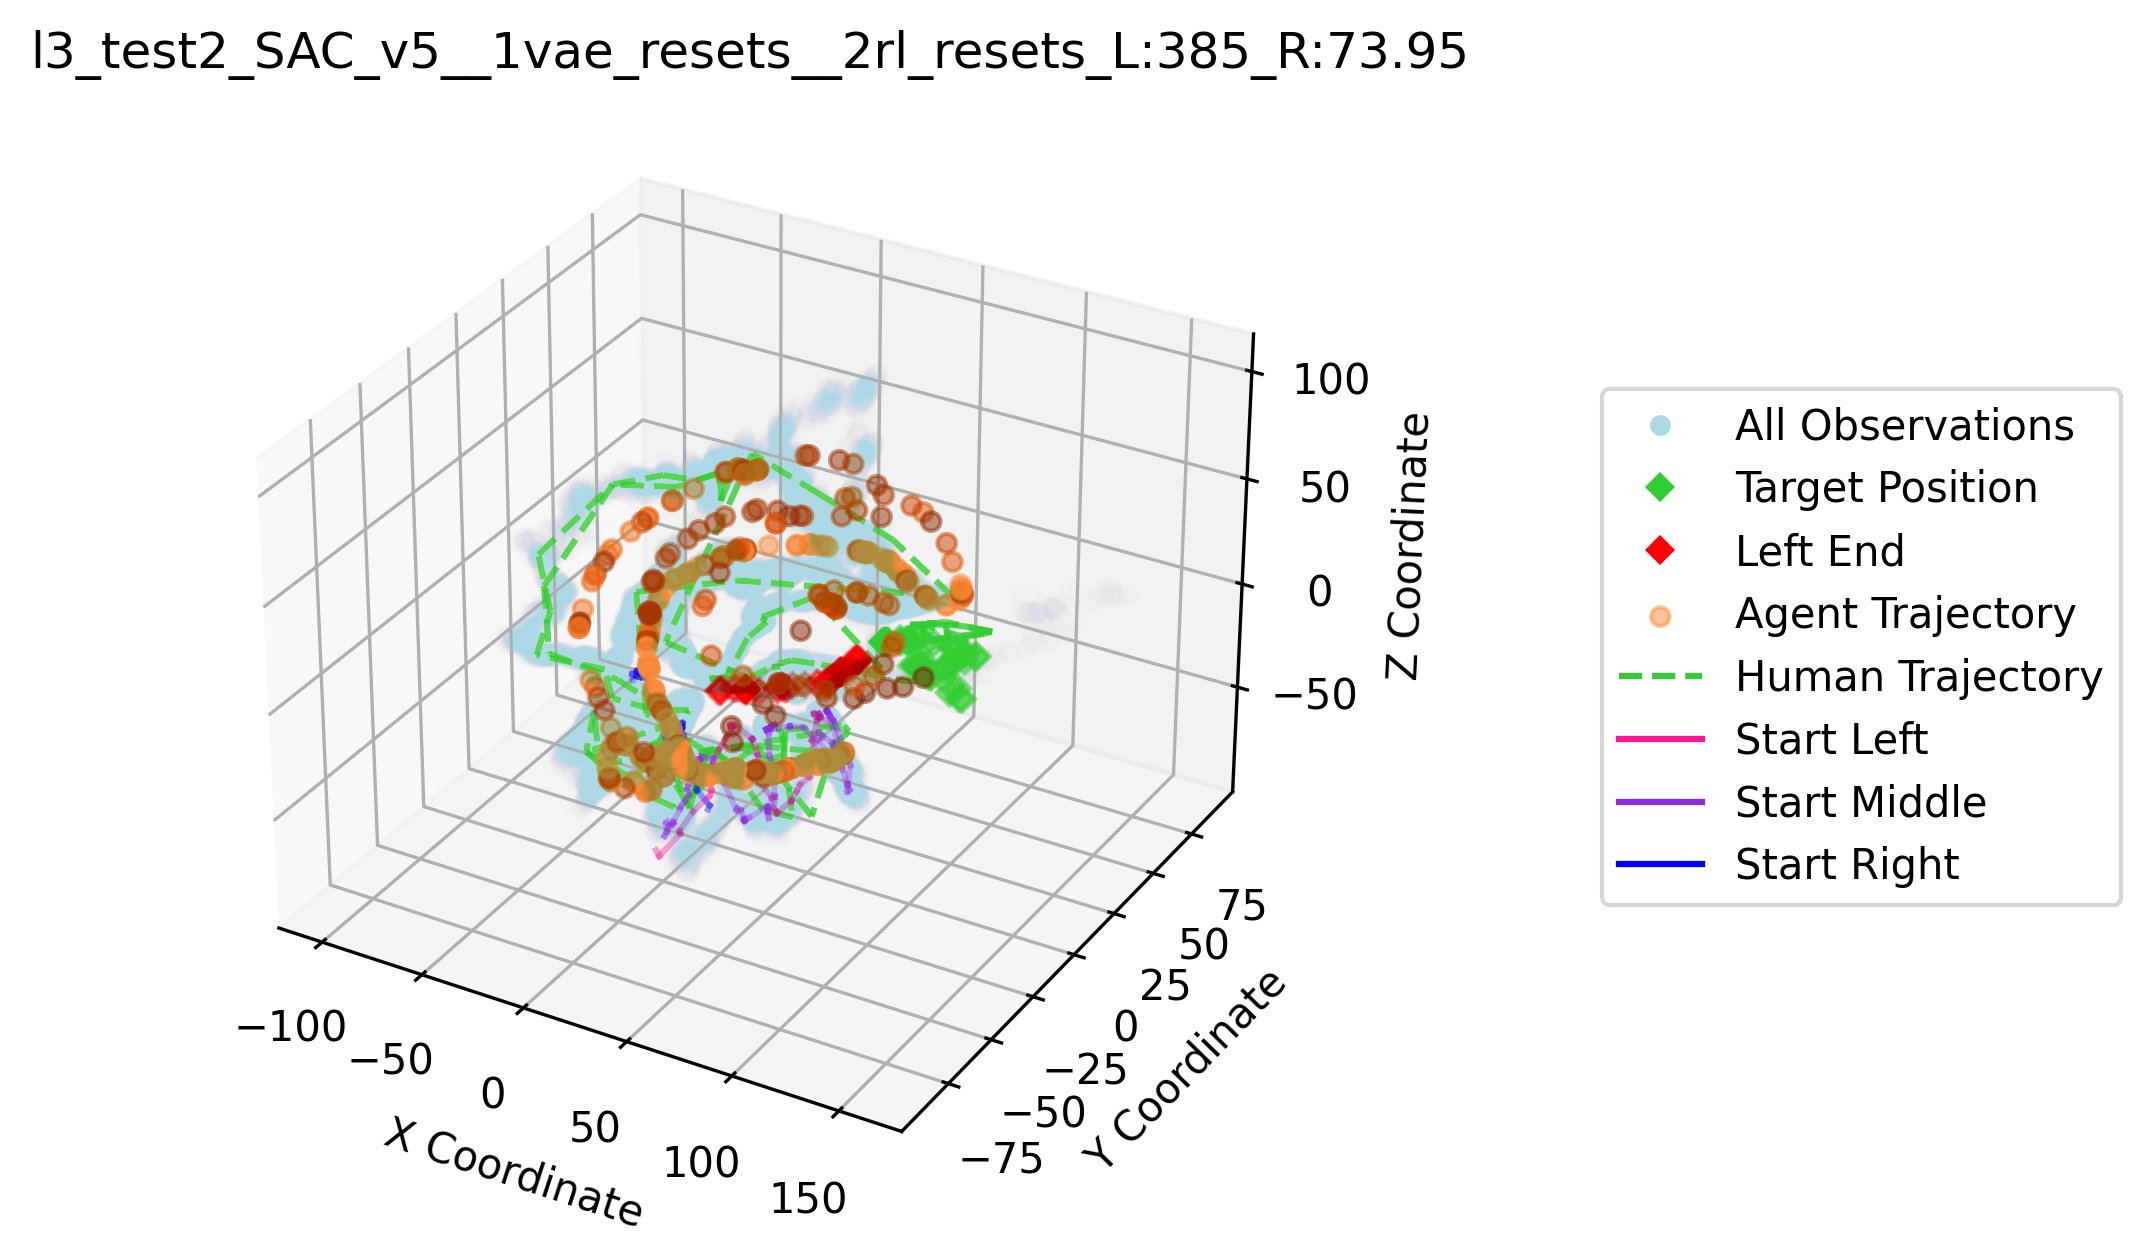 l3_test2_SAC_v5__1vae_resets__2rl_resets_L:385_R:73.95
100
50
0
−50
Z Coordinate
All Observations
Target Position
Left End
Agent Trajectory
Human Trajectory
Start Left
Start Middle
Start Right
75
50
25
0
−25
−50
−75
Y Coordinate
−100
−50
0
50
100
150
X Coordinate